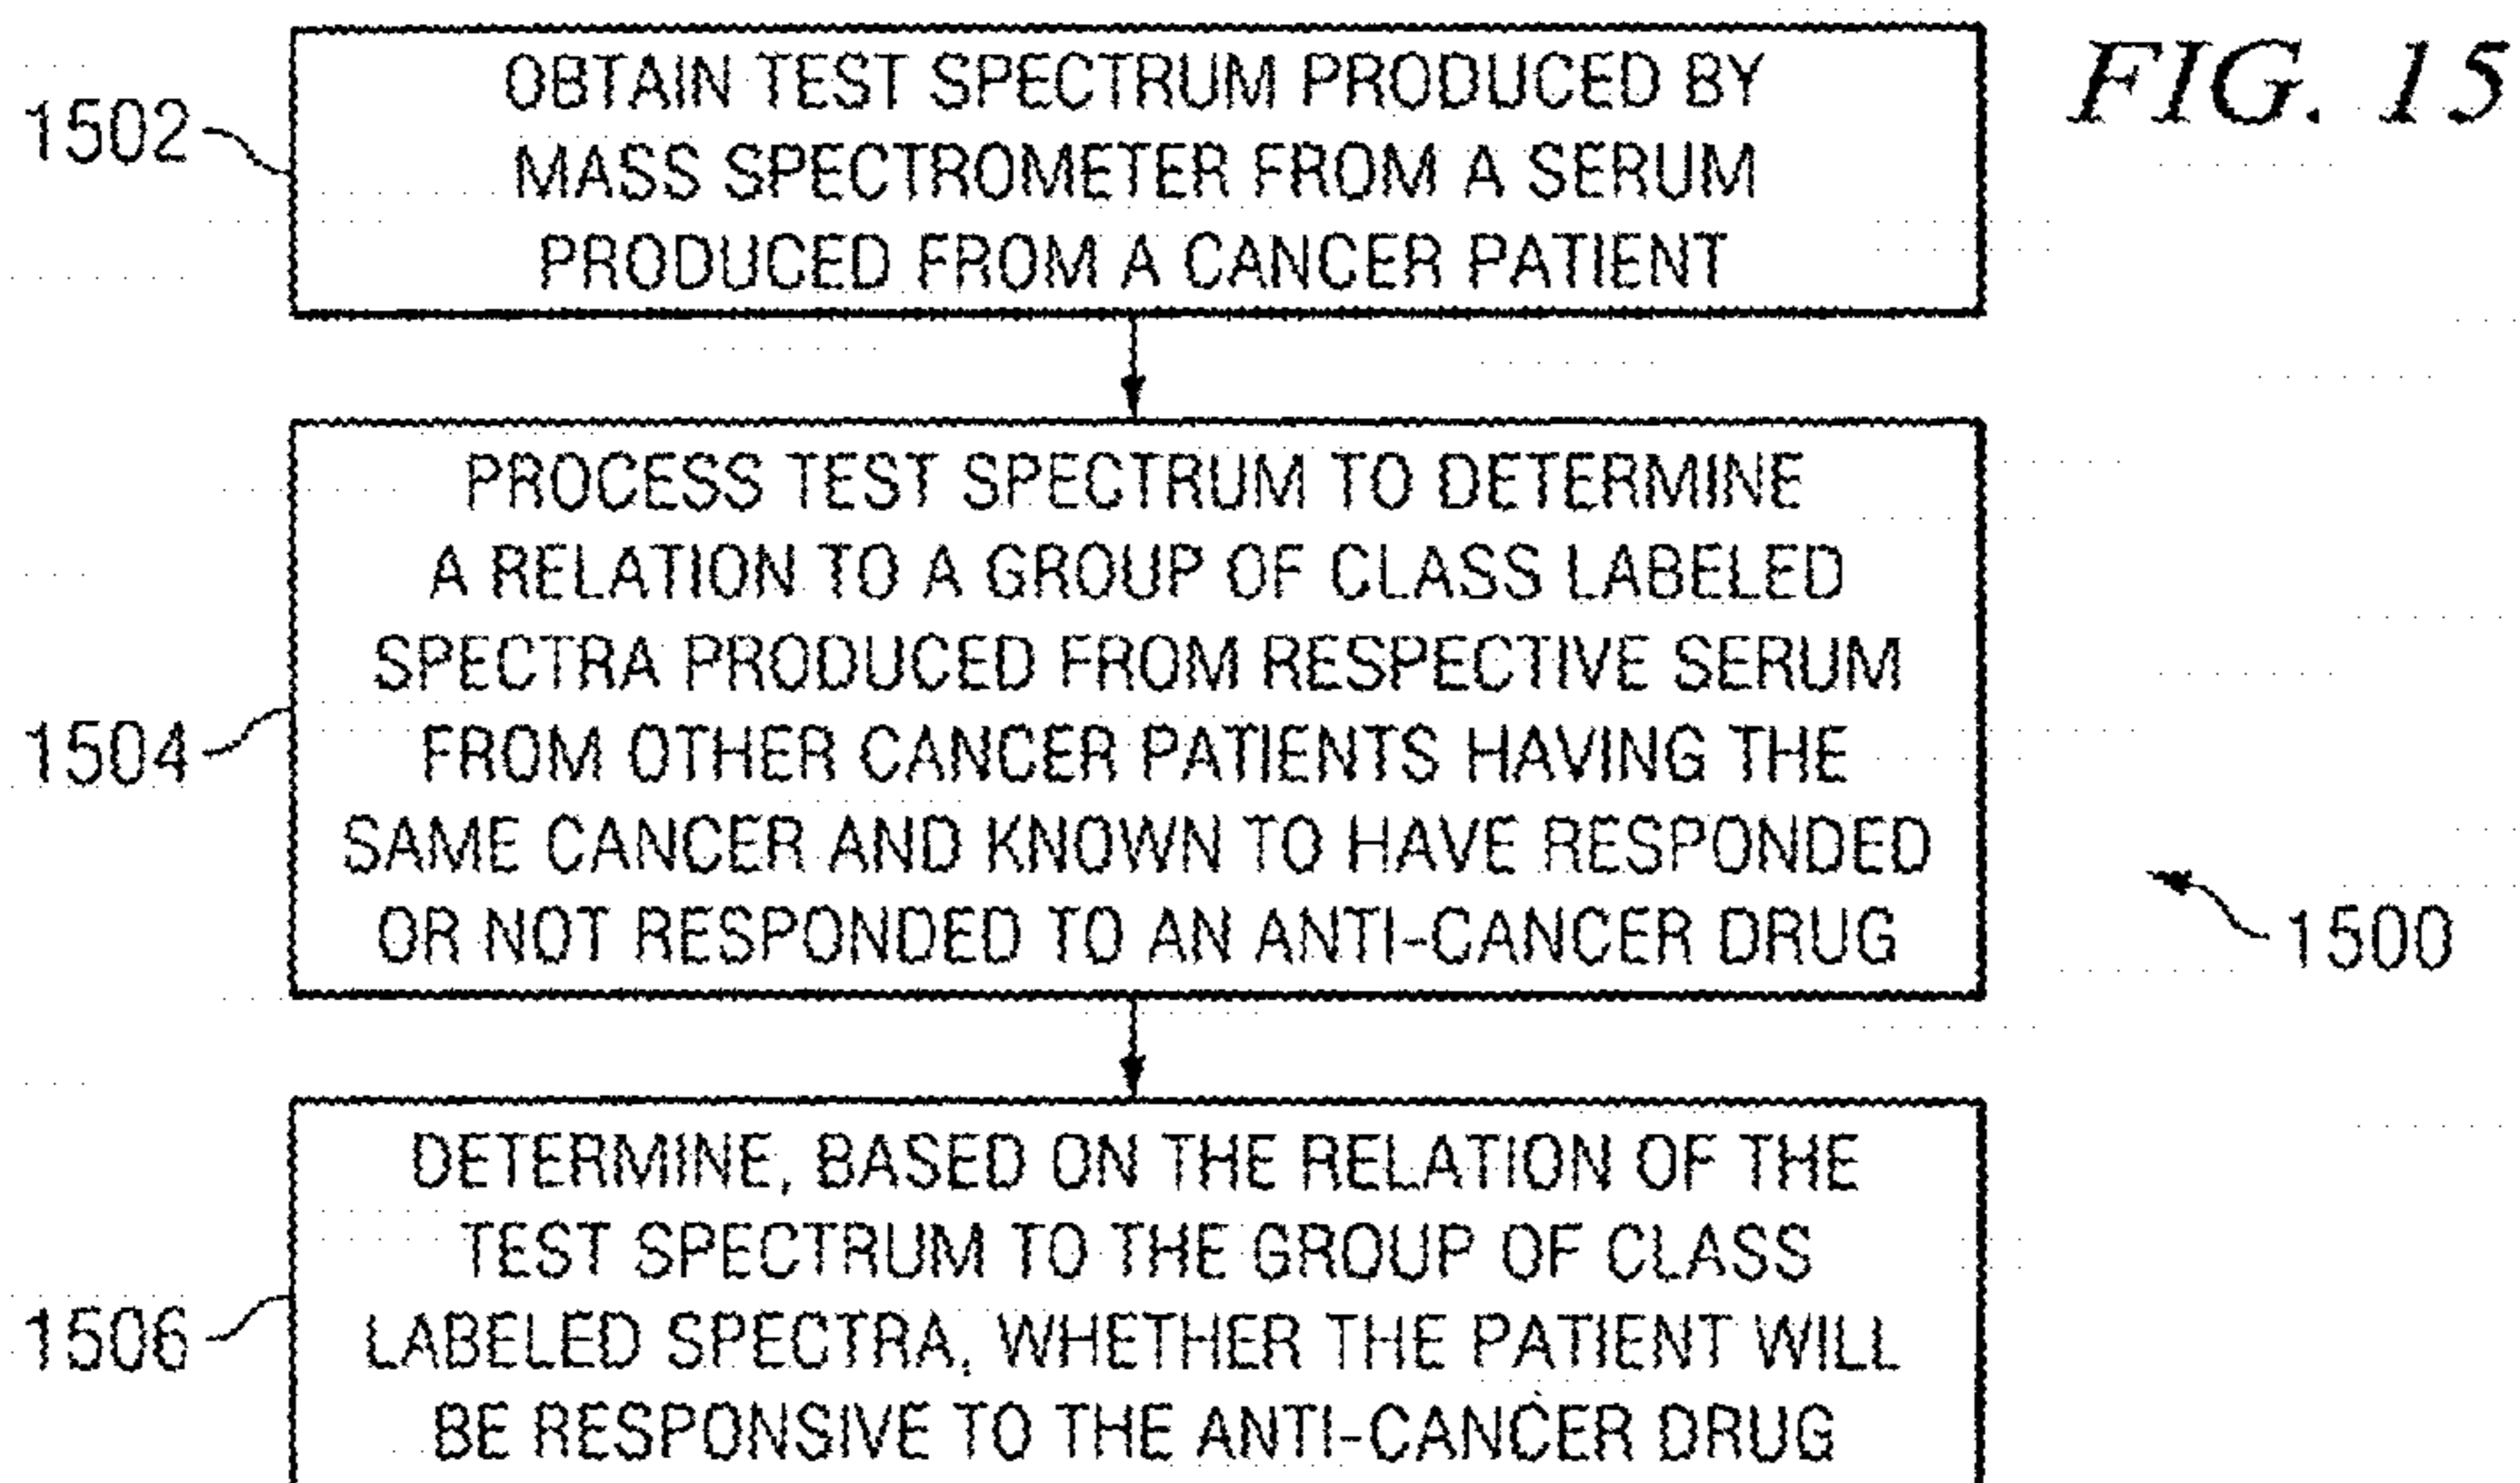 FIG. 15
1502
OBTAIN TEST SPECTRUM PRODUCED BY
MASS SPECTROMETER FROM A SERUM
PRODUCED FROM A CANCER PATIENT
1504
PROCESS TEST SPECTRUM TO DETERMINE
A RELATION TO A GROUP OF CLASS LABELED
SPECTRA PRODUCED FROM RESPECTIVE SERUM
FROM OTHER CANCER PATIENTS HAVING THE
SAME CANCER AND KNOWN TO HAVE RESPONDED
OR NOT RESPONDED TO AN ANTI-CANCER DRUG
1500
1506
DETERMINE, BASED ON THE RELATION OF THE
TEST SPECTRUM TO THE GROUP OF CLASS
LABELED SPECTRA, WHETHER THE PATIENT WILL
BE RESPONSIVE TO THE ANTI-CANCER DRUG